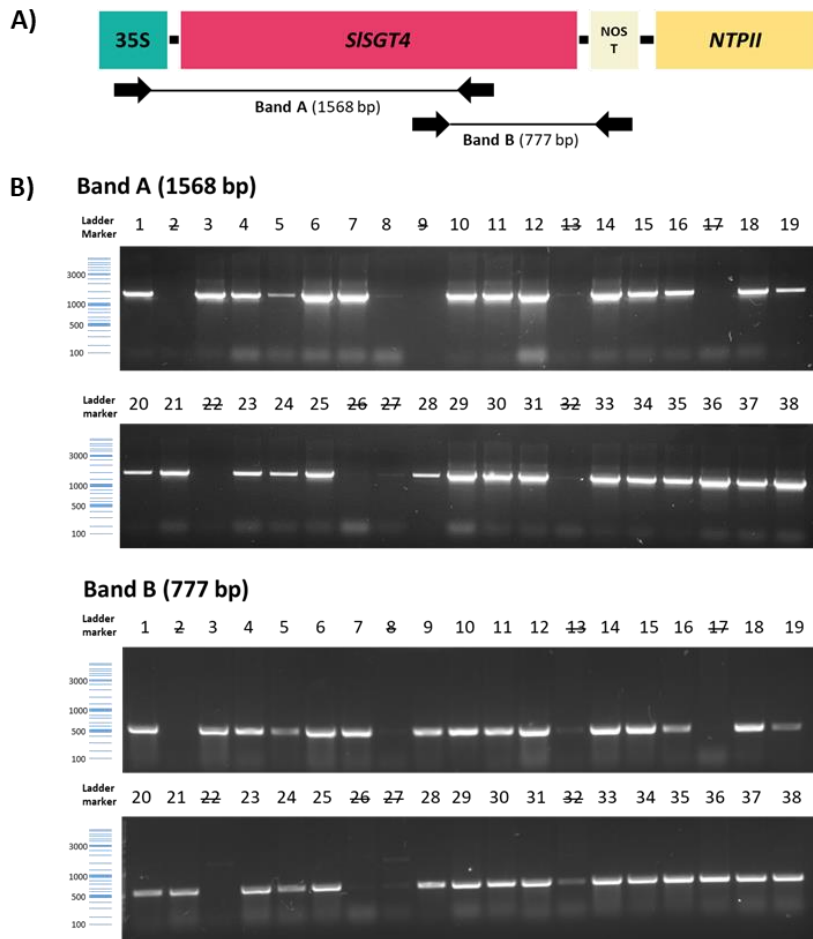 A)
35S SlSGT4 NOS T NTPII
Band A (1568 bp)
Band B (777 bp)
B) Band A (1568 bp)
Ladder Marker 1 2 3 4 5 6 7 8 9 10 11 12 13 14 15 16 17 18 19
3000
1000
500
100
Ladder marker 20 21 22 23 24 25 26 27 28 29 30 31 32 33 34 35 36 37 38
3000
1000
500
100
Band B (777 bp)
Ladder marker 1 2 3 4 5 6 7 8 9 10 11 12 13 14 15 16 17 18 19
3000
1000
500
100
Ladder marker 20 21 22 23 24 25 26 27 28 29 30 31 32 33 34 35 36 37 38
3000
1000
500
100